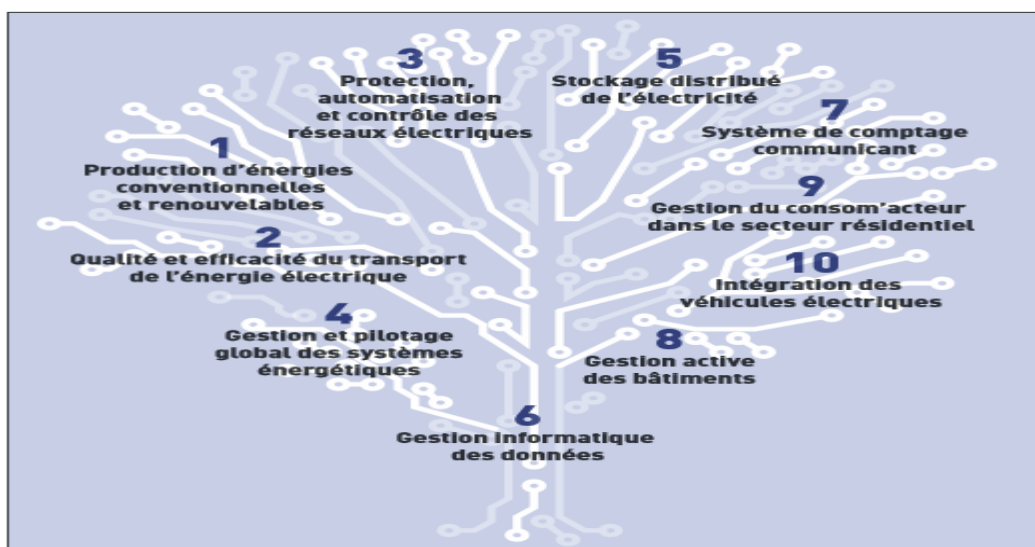 1
Production d’énergies
conventionnelles
et renouvelables
2
Qualité et efficacité du transport
de l’énergie électrique
3
Protection,
automatisation
et contrôle des
réseaux électriques
4
Gestion et pilotage
global des systèmes
énergétiques
5
Stockage distribué
de l’électricité
6
Gestion informatique
des données
7
Système de comptage
communicant
8
Gestion active
des bâtiments
9
Gestion du consom’acteur
dans le secteur résidentiel
10
Intégration des
véhicules électriques